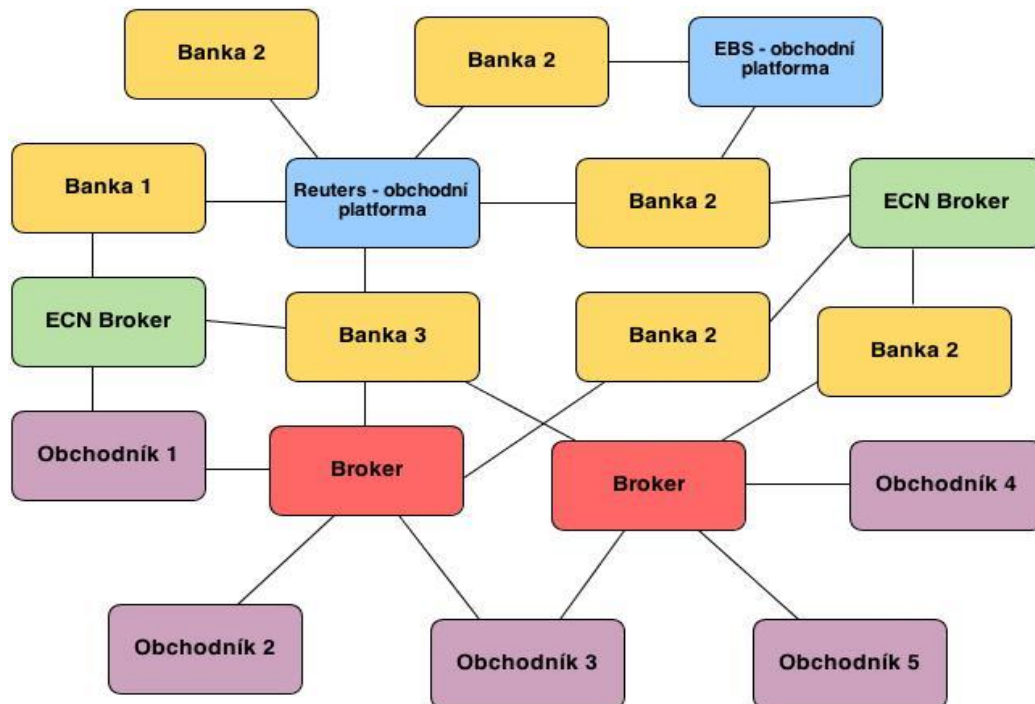 Banka 2
Banka 2
EBS - obchodní
platforma
Banka 1
Reuters - obchodní
platforma
Banka 2
ECN Broker
ECN Broker
Banka 3
Banka 2
Banka 2
Obchodník 1
Broker
Broker
Obchodník 4
Obchodník 2
Obchodník 3
Obchodník 5